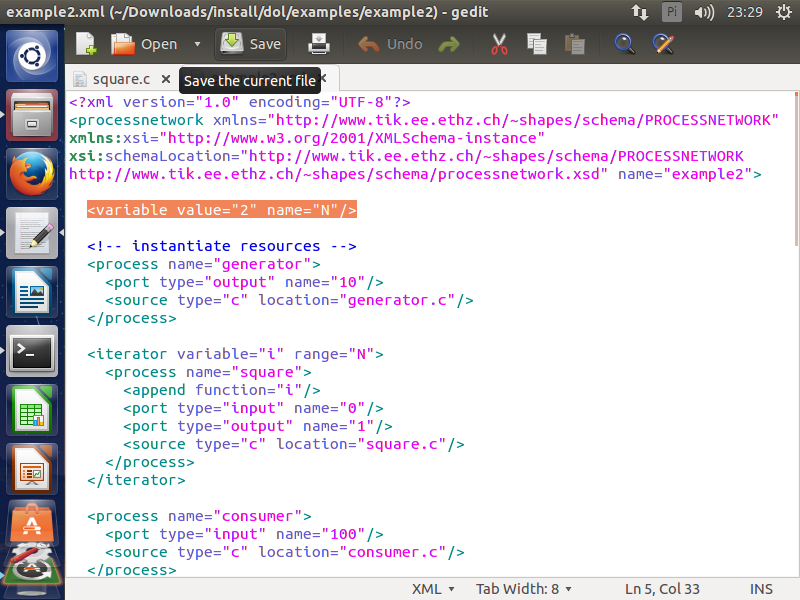 example2.xml (~/Downloads/install/dol/examples/example2) - gedit
Pi
23:29
Open
Save
Undo
square.c
Save the current file
<?xml version="1.0" encoding="UTF-8"?>
<processnetwork xmlns="http://www.tik.ee.ethz.ch/~shapes/schema/PROCESSNETWORK"
xmlns:xsi="http://www.w3.org/2001/XMLSchema-instance"
xsi:schemaLocation="http://www.tik.ee.ethz.ch/~shapes/schema/PROCESSNETWORK
http://www.tik.ee.ethz.ch/~shapes/schema/processnetwork.xsd" name="example2">
<variable value="2" name="N"/>
<!-- instantiate resources -->
<process name="generator">
<port type="output" name="10"/>
<source type="c" location="generator.c"/>
</process>
<iterator variable="i" range="N">
<process name="square">
<append function="i"/>
<port type="input" name="0"/>
<port type="output" name="1"/>
<source type="c" location="square.c"/>
</process>
</iterator>
<process name="consumer">
<port type="input" name="100"/>
<source type="c" location="consumer.c"/>
</process>
XML
Tab Width: 8
Ln 5, Col 33
INS